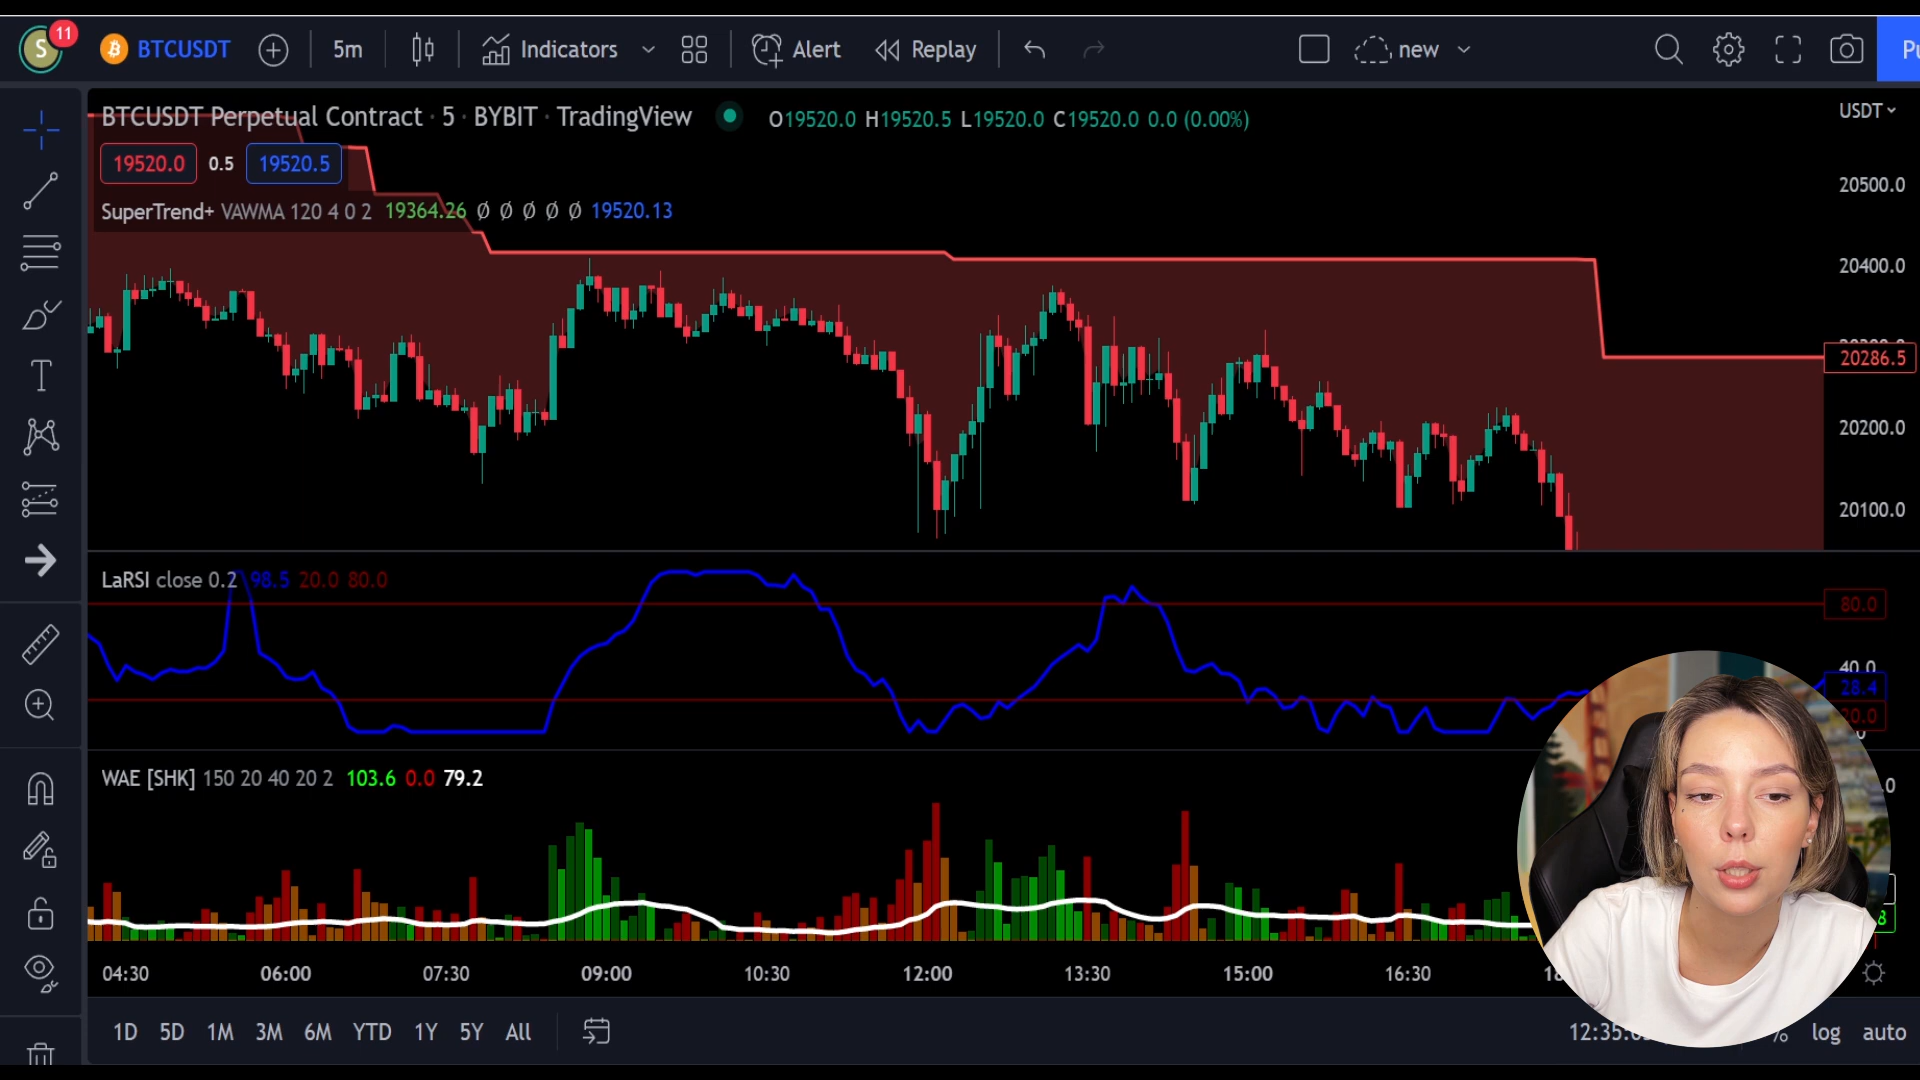 S 11 BTCUSDT 5m Indicators Alert Replay new Pu
BTCUSDT Perpetual Contract · 5 · BYBIT · TradingView O19520.0 H19520.5 L19520.0 C19520.0 0.0 (0.00%) USDT
19520.0 0.5 19520.5
20500.0
SuperTrend+ VAWMA 120 4 0 2 19364.26 Ø Ø Ø Ø Ø 19520.13
20400.0
20286.5
20200.0
20100.0
LaRSI close 0.2 98.5 20.0 80.0
80.0
40.0
28.4
WAE [SHK] 150 20 40 20 2 103.6 0.0 79.2
04:30 06:00 07:30 09:00 10:30 12:00 13:30 15:00 16:30
1D 5D 1M 3M 6M YTD 1Y 5Y All 12:35: % log auto